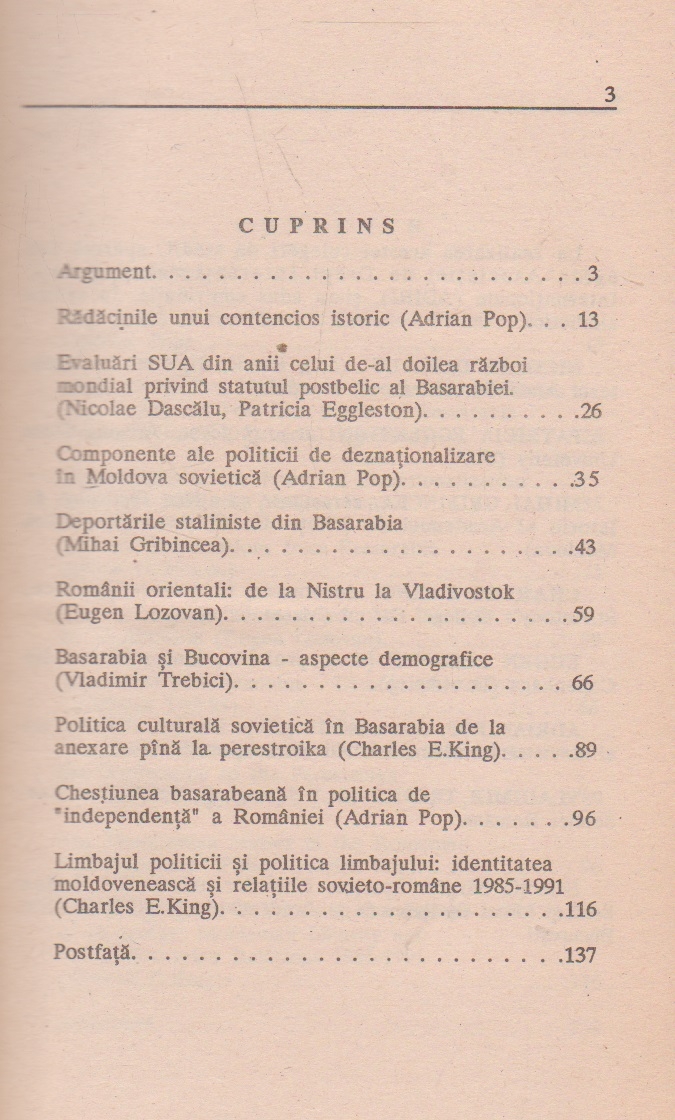 3
CUPRINS
Argument. . . . . . . . . . . . . . . . . . . . . . . . . 3
Rădăcinile unui contencios istoric (Adrian Pop). . . 13
Evaluări SUA din anii celui de-al doilea război
mondial privind statutul postbelic al Basarabiei.
(Nicolae Dascălu, Patricia Eggleston). . . . . . . . . .26
Componente ale politicii de deznaționalizare
în Moldova sovietică (Adrian Pop). . . . . . . . . . .35
Deportările staliniste din Basarabia
(Mihai Gribincea). . . . . . . . . . . . . . . . . . . . .43
Românii orientali: de la Nistru la Vladivostok
(Eugen Lozovan). . . . . . . . . . . . . . . . . . . . .59
Basarabia și Bucovina - aspecte demografice
(Vladimir Trebici). . . . . . . . . . . . . . . . . . . . 66
Politica culturală sovietică în Basarabia de la
anexare pînă la perestroika (Charles E.King). . . . .89
Chestiunea basarabeană în politica de
"independență" a României (Adrian Pop). . . . . . .96
Limbajul politicii și politica limbajului: identitatea
moldovenească și relațiile sovieto-române 1985-1991
(Charles E.King). . . . . . . . . . . . . . . . . . . . .116
Postfață. . . . . . . . . . . . . . . . . . . . . . . . . .137